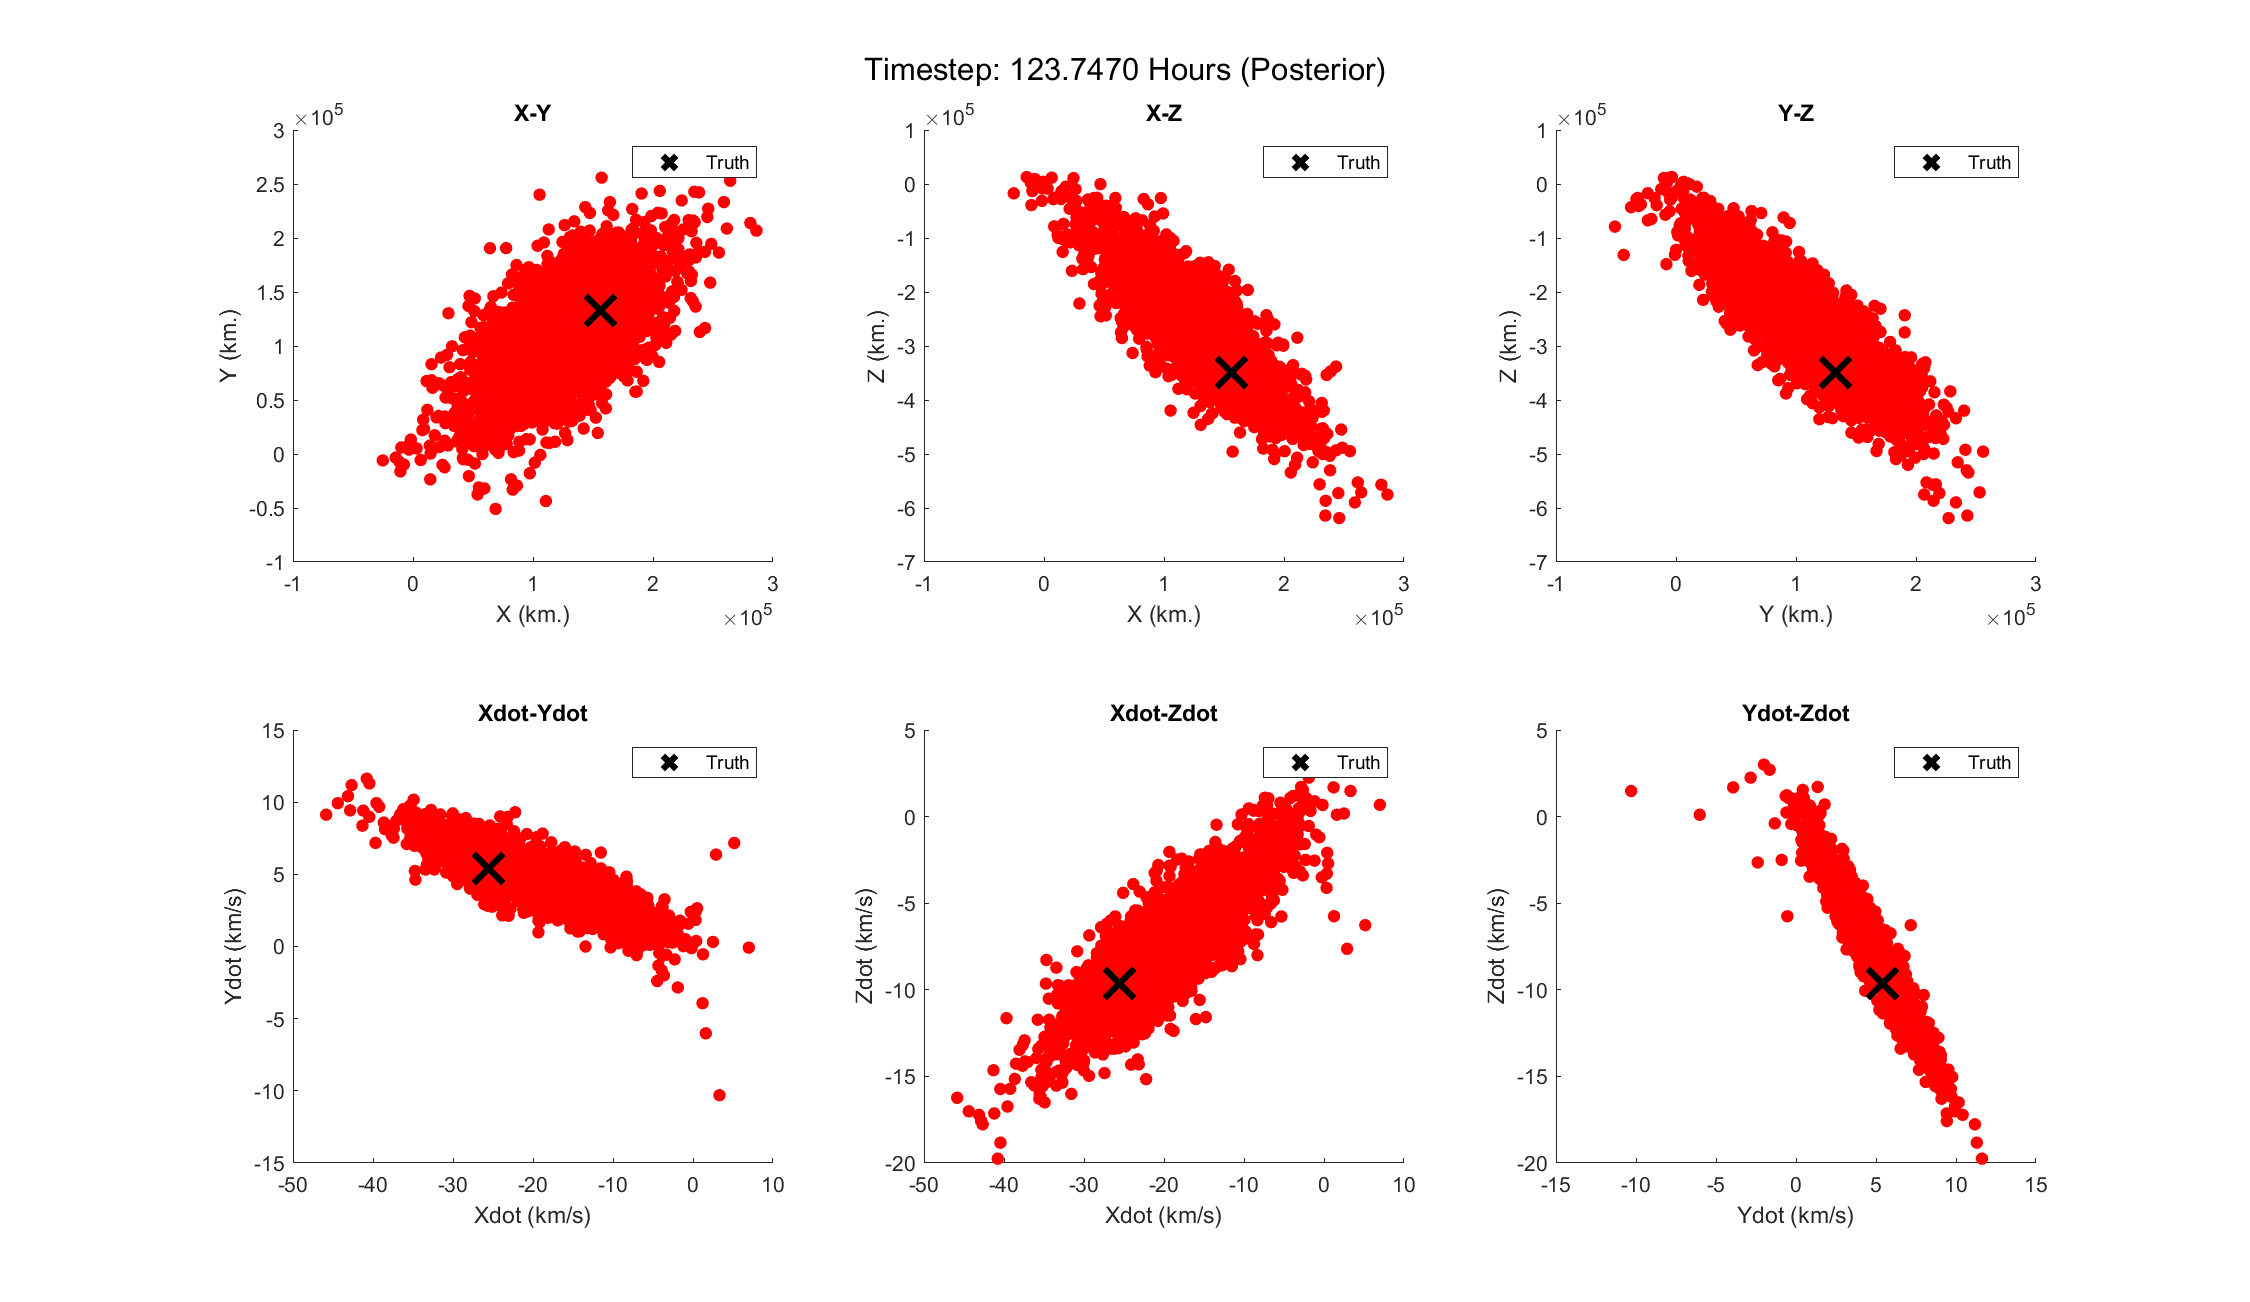 Timestep: 123.7470 Hours (Posterior)
X-Y
×10^5
3
2.5
2
1.5
1
0.5
0
-0.5
-1
Y (km.)
Truth
-1 0 1 2 3
X (km.)
×10^5
X-Z
×10^5
1
0
-1
-2
-3
-4
-5
-6
-7
Z (km.)
Truth
-1 0 1 2 3
X (km.)
×10^5
Y-Z
×10^5
1
0
-1
-2
-3
-4
-5
-6
-7
Z (km.)
Truth
-1 0 1 2 3
Y (km.)
×10^5
Xdot-Ydot
15
10
5
0
-5
-10
-15
Ydot (km/s)
Truth
-50 -40 -30 -20 -10 0 10
Xdot (km/s)
Xdot-Zdot
5
0
-5
-10
-15
-20
Zdot (km/s)
Truth
-50 -40 -30 -20 -10 0 10
Xdot (km/s)
Ydot-Zdot
5
0
-5
-10
-15
-20
Zdot (km/s)
Truth
-15 -10 -5 0 5 10 15
Ydot (km/s)